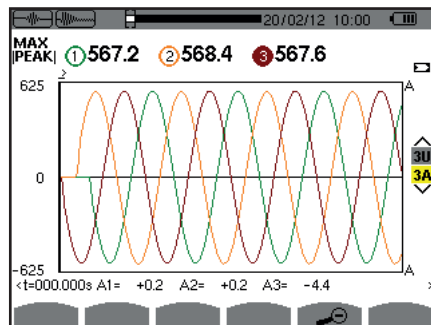 20/02/12 10:00
MAX
|PEAK| 1 567.2 2 568.4 3 567.6
625 A
0
3U
3A
-625 A
<t=000.000s A1= +0.2 A2= +0.2 A3= -4.4 >